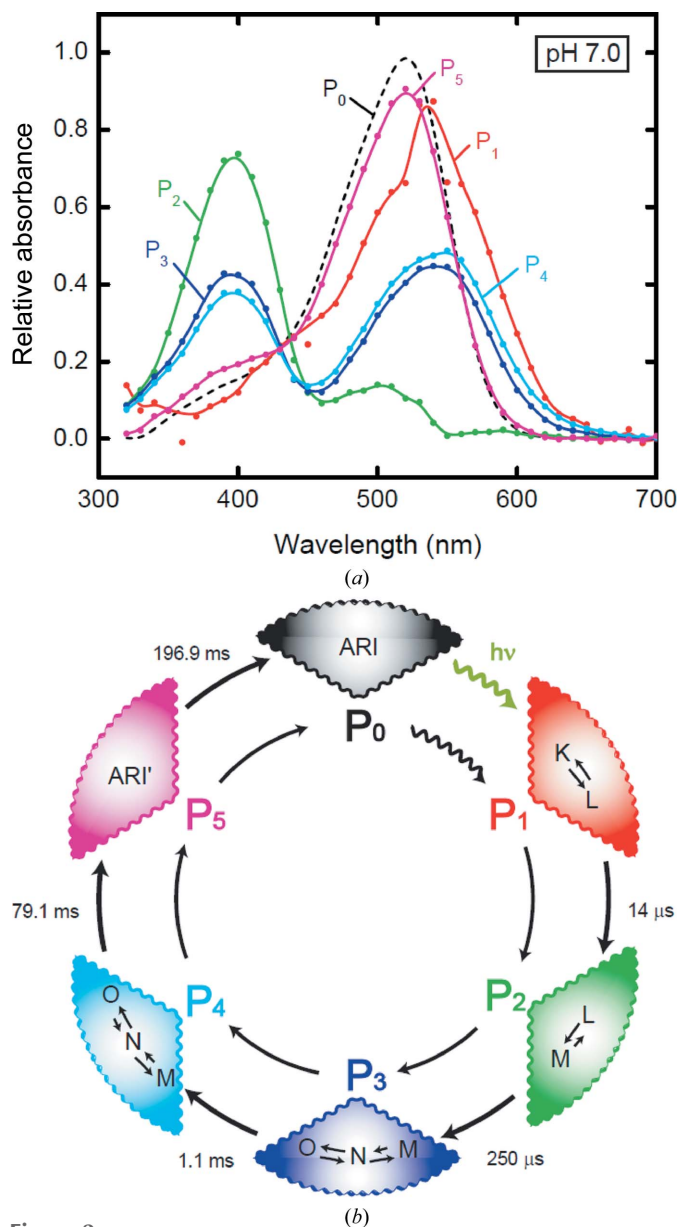 1.0
0.8
0.6
0.4
0.2
0.0
Relative absorbance
pH 7.0
P0
P5
P1
P2
P3
P4
300 400 500 600 700
Wavelength (nm)
(a)
196.9 ms
ARI
hν
P0
ARI'
K
L
P5
P1
79.1 ms
14 μs
P4
P2
O
N
M
L
M
P3
O N M
1.1 ms
250 μs
(b)